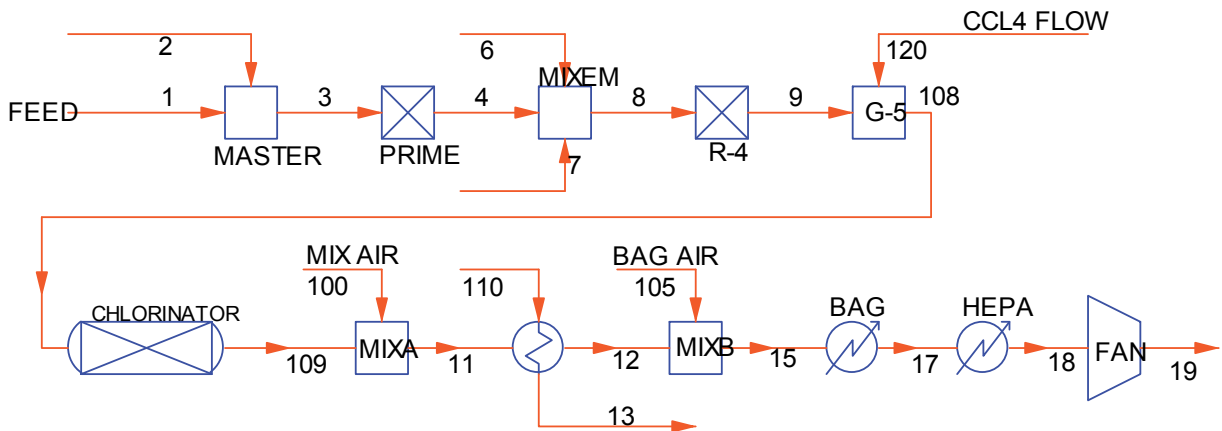 CCL4 FLOW
2
6
120
MIXEM
FEED
1
3
4
8
9
G-5
108
MASTER
PRIME
7
R-4
MIX AIR
BAG AIR
100
110
105
CHLORINATOR
BAG
HEPA
109
MIXA
11
12
MIXB
15
17
18
FAN
19
13